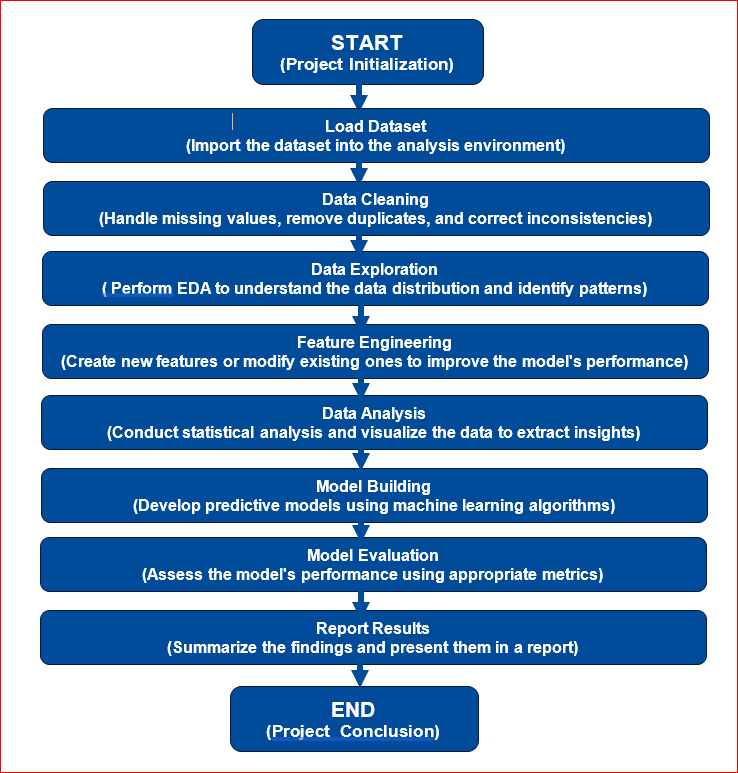 START
(Project Initialization)
Load Dataset
(Import the dataset into the analysis environment)
Data Cleaning
(Handle missing values, remove duplicates, and correct inconsistencies)
Data Exploration
( Perform EDA to understand the data distribution and identify patterns)
Feature Engineering
(Create new features or modify existing ones to improve the model's performance)
Data Analysis
(Conduct statistical analysis and visualize the data to extract insights)
Model Building
(Develop predictive models using machine learning algorithms)
Model Evaluation
(Assess the model's performance using appropriate metrics)
Report Results
(Summarize the findings and present them in a report)
END
(Project Conclusion)